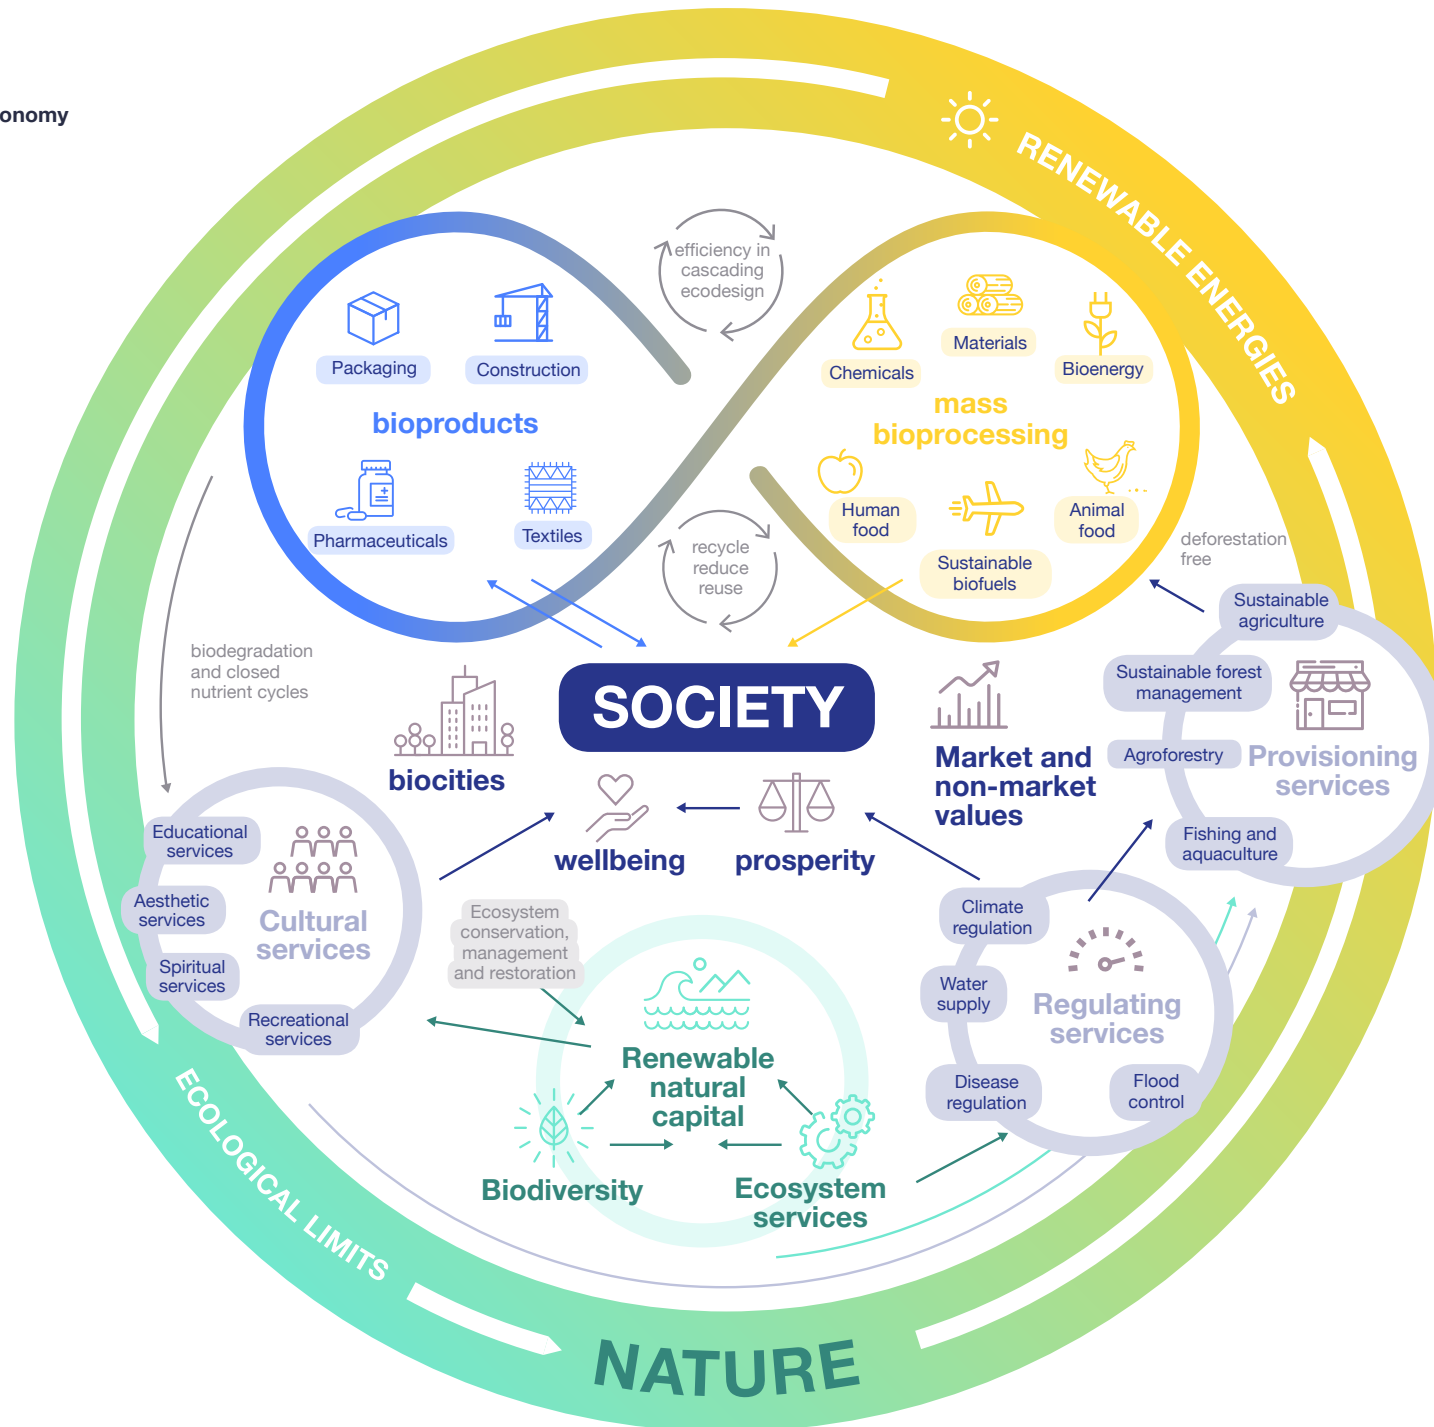 onomy
RENEWABLE ENERGIES
efficiency in
cascading
ecodesign
Packaging
Construction
bioproducts
Pharmaceuticals
Textiles
Chemicals
Materials
Bioenergy
mass
bioprocessing
Human
food
Sustainable
biofuels
Animal
food
recycle
reduce
reuse
deforestation
free
biodegradation
and closed
nutrient cycles
SOCIETY
biocities
wellbeing
prosperity
Market and
non-market
values
Sustainable
agriculture
Sustainable forest
management
Agroforestry
Provisioning
services
Fishing and
aquaculture
Educational
services
Aesthetic
services
Cultural
services
Spiritual
services
Recreational
services
Ecosystem
conservation,
management
and restoration
Renewable
natural
capital
Biodiversity
Ecosystem
services
Climate
regulation
Water
supply
Regulating
services
Disease
regulation
Flood
control
ECOLOGICAL LIMITS
NATURE